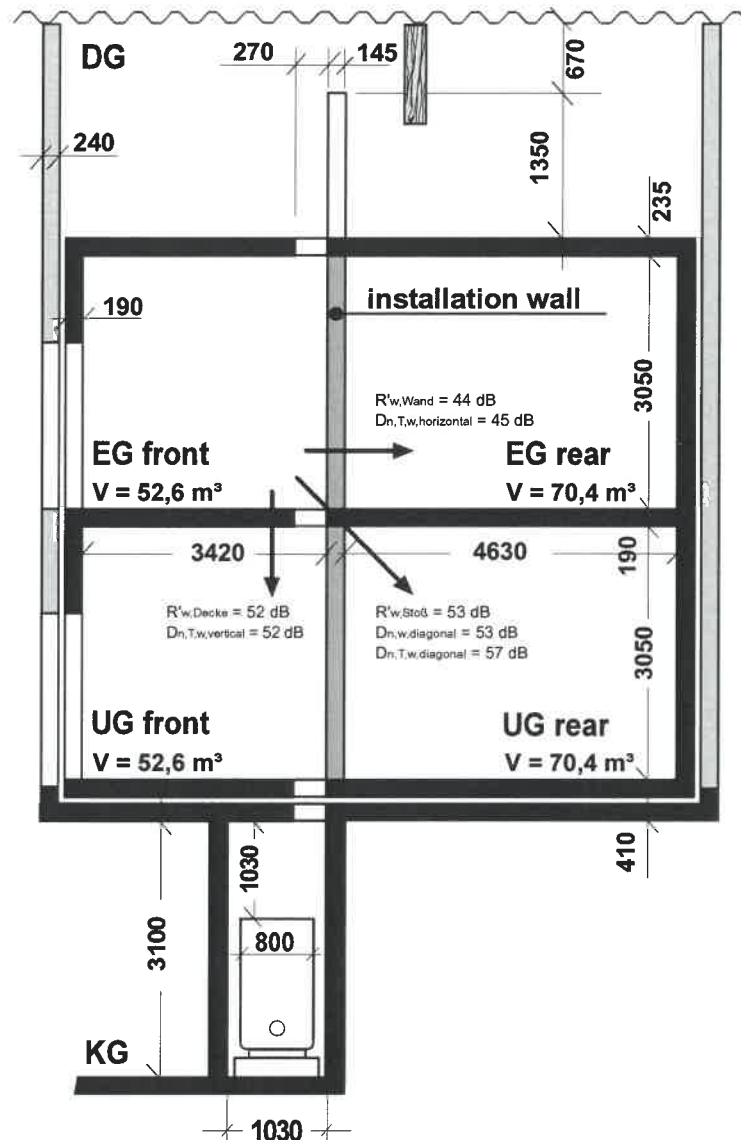 DG
270
145
670
240
1350
235
190
installation wall
3050
R'w,Wand = 44 dB
Dn,T,w,horizontal = 45 dB
EG front
V = 52,6 m³
EG rear
V = 70,4 m³
3420
4630
190
R'w,Decke = 52 dB
Dn,T,w,vertical = 52 dB
R'w,Stoß = 53 dB
Dn,w,diagonal = 53 dB
Dn,T,w,diagonal = 57 dB
3050
UG front
V = 52,6 m³
UG rear
V = 70,4 m³
410
1030
3100
800
KG
1030